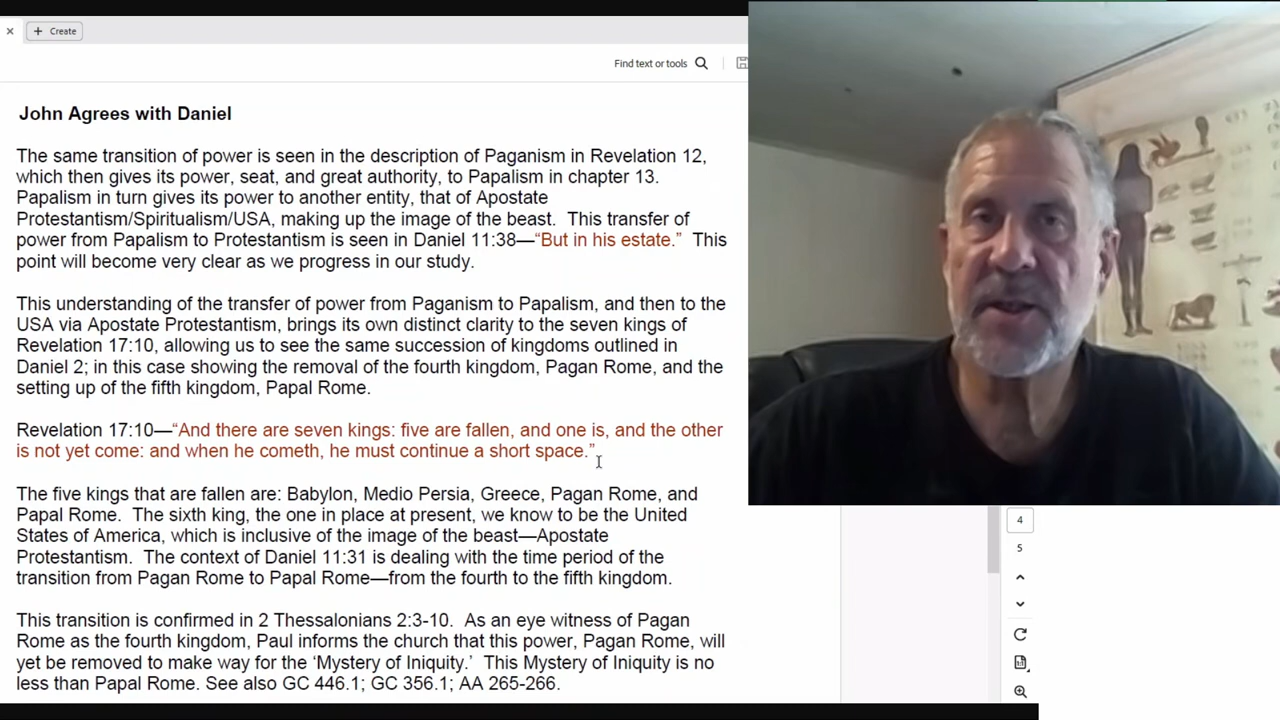 Create
Find text or tools
John Agrees with Daniel
The same transition of power is seen in the description of Paganism in Revelation 12,
which then gives its power, seat, and great authority, to Papalism in chapter 13.
Papalism in turn gives its power to another entity, that of Apostate
Protestantism/Spiritualism/USA, making up the image of the beast.  This transfer of
power from Papalism to Protestantism is seen in Daniel 11:38—“But in his estate.”  This
point will become very clear as we progress in our study.
This understanding of the transfer of power from Paganism to Papalism, and then to the
USA via Apostate Protestantism, brings its own distinct clarity to the seven kings of
Revelation 17:10, allowing us to see the same succession of kingdoms outlined in
Daniel 2; in this case showing the removal of the fourth kingdom, Pagan Rome, and the
setting up of the fifth kingdom, Papal Rome.
Revelation 17:10—“And there are seven kings: five are fallen, and one is, and the other
is not yet come: and when he cometh, he must continue a short space.”
The five kings that are fallen are: Babylon, Medio Persia, Greece, Pagan Rome, and
Papal Rome.  The sixth king, the one in place at present, we know to be the United
States of America, which is inclusive of the image of the beast—Apostate
Protestantism.  The context of Daniel 11:31 is dealing with the time period of the
transition from Pagan Rome to Papal Rome—from the fourth to the fifth kingdom.
This transition is confirmed in 2 Thessalonians 2:3-10.  As an eye witness of Pagan
Rome as the fourth kingdom, Paul informs the church that this power, Pagan Rome, will
yet be removed to make way for the ‘Mystery of Iniquity.’  This Mystery of Iniquity is no
less than Papal Rome. See also GC 446.1; GC 356.1; AA 265-266.
4
5